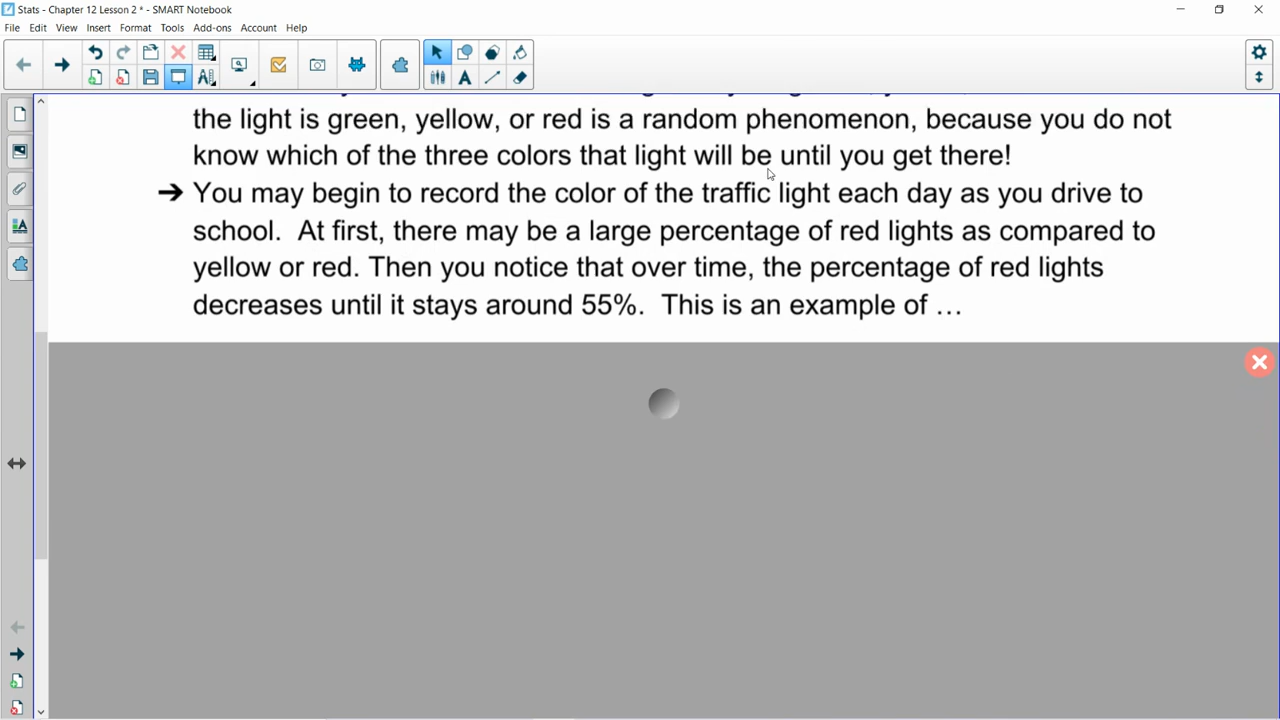 Stats - Chapter 12 Lesson 2 * - SMART Notebook
File Edit View Insert Format Tools Add-ons Account Help
the light is green, yellow, or red is a random phenomenon, because you do not
know which of the three colors that light will be until you get there!
➔ You may begin to record the color of the traffic light each day as you drive to
school. At first, there may be a large percentage of red lights as compared to
yellow or red. Then you notice that over time, the percentage of red lights
decreases until it stays around 55%. This is an example of …